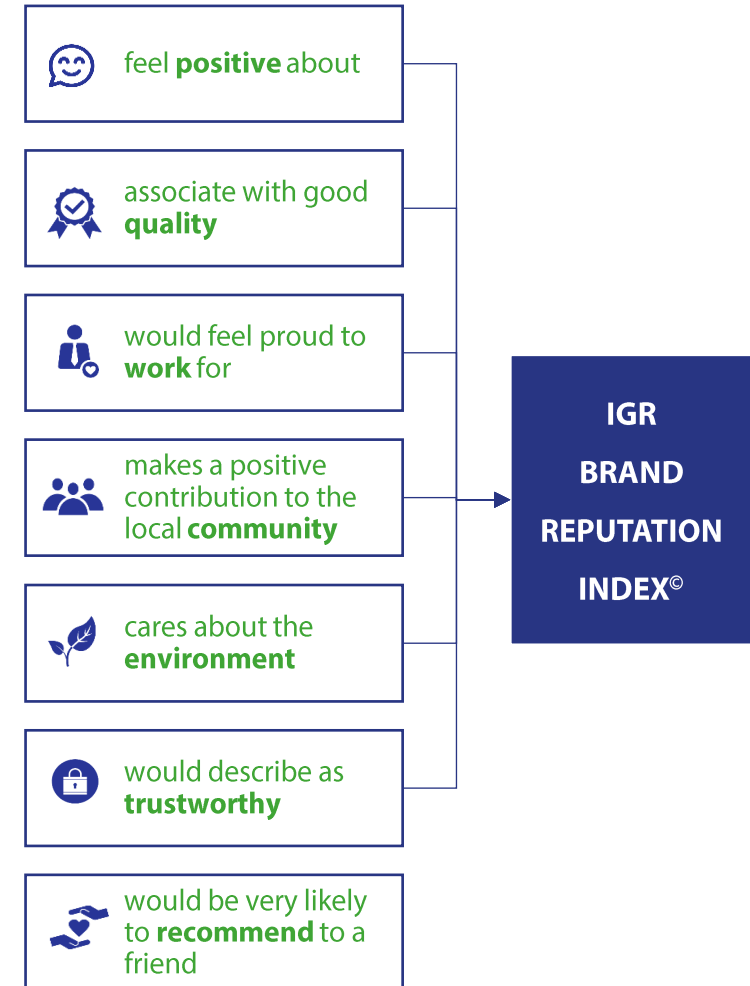 feel positive about
associate with good
quality
would feel proud to
work for
makes a positive
contribution to the
local community
cares about the
environment
would describe as
trustworthy
would be very likely
to recommend to a
friend
IGR
BRAND
REPUTATION
INDEX©